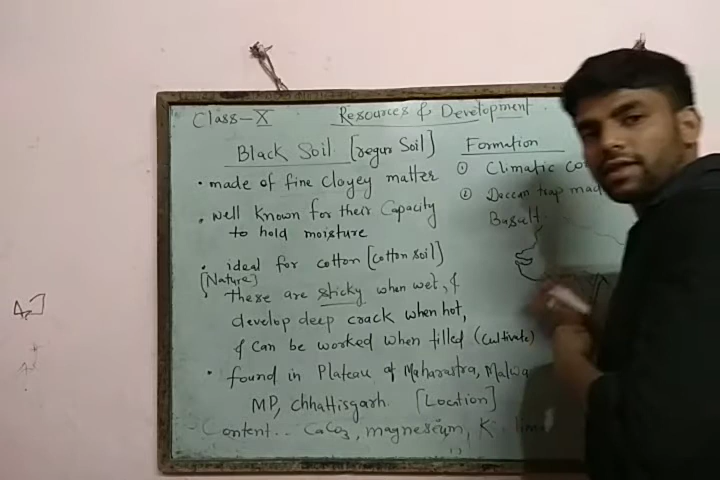 Class-X Resources & Development
Black Soil [regur Soil]
• made of fine clayey matter
• well known for their Capacity
to hold moisture
• ideal for cotton [cotton soil]
[Nature]
• These are sticky when wet, &
develop deep crack when hot,
& can be worked when tilled (cultivate)
• found in Plateau of Maharastra, Malwa
MP, Chhattisgarh. [Location]
Content.. CaCo3, magneseium, K
Formation
① Climatic
② Deccan trap mad
Basalt.